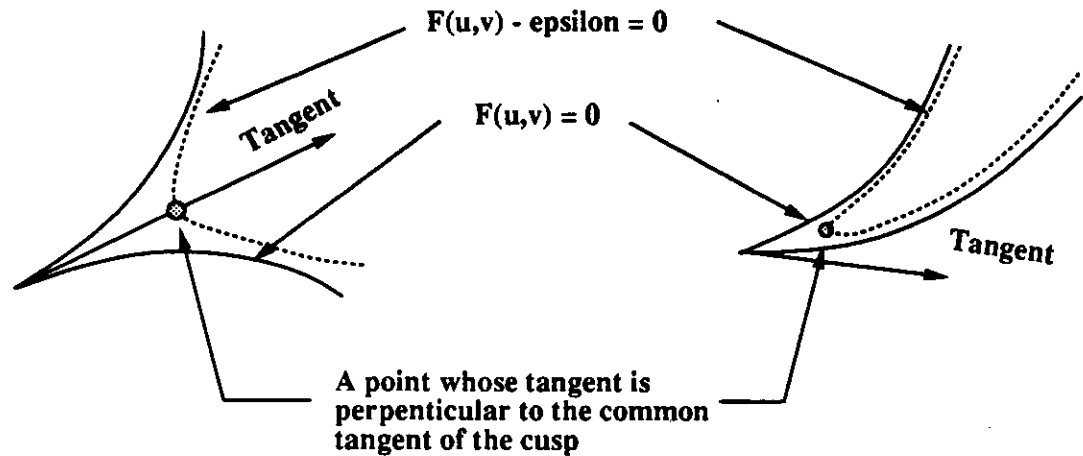 F(u,v) - epsilon = 0
Tangent
F(u,v) = 0
Tangent
A point whose tangent is
perpenticular to the common
tangent of the cusp